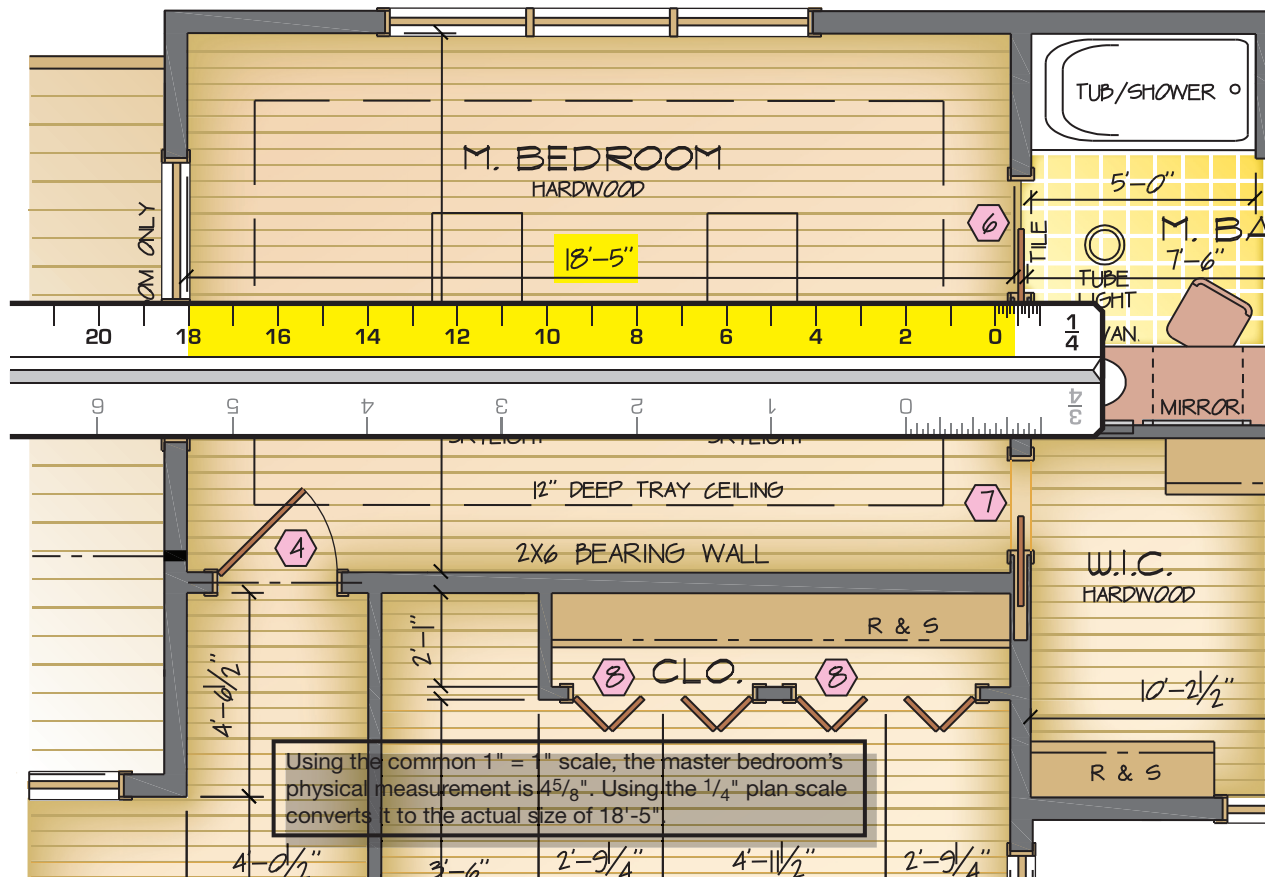 TUB/SHOWER
M. BEDROOM
HARDWOOD
5'-0"
OM ONLY
6
TILE
M. BA
18'-5"
7'-6"
TUBE
LIGHT
VAN.
20 18 16 14 12 10 8 6 4 2 0 1/4
6 5 4 3 2 1 0 3/4
MIRROR
SKYLIGHT SKYLIGHT
12" DEEP TRAY CEILING
7
4
2X6 BEARING WALL
W.I.C.
HARDWOOD
R & S
2'-1"
CLO.
8 8
4'-6 1/2"
10'-2 1/2"
Using the common 1" = 1" scale, the master bedroom’s
physical measurement is 4 5/8". Using the 1/4" plan scale
converts it to the actual size of 18'-5".
R & S
4'-0 1/2"
3'-6"
2'-9 1/4"
4'-11 1/2"
2'-9 1/4"